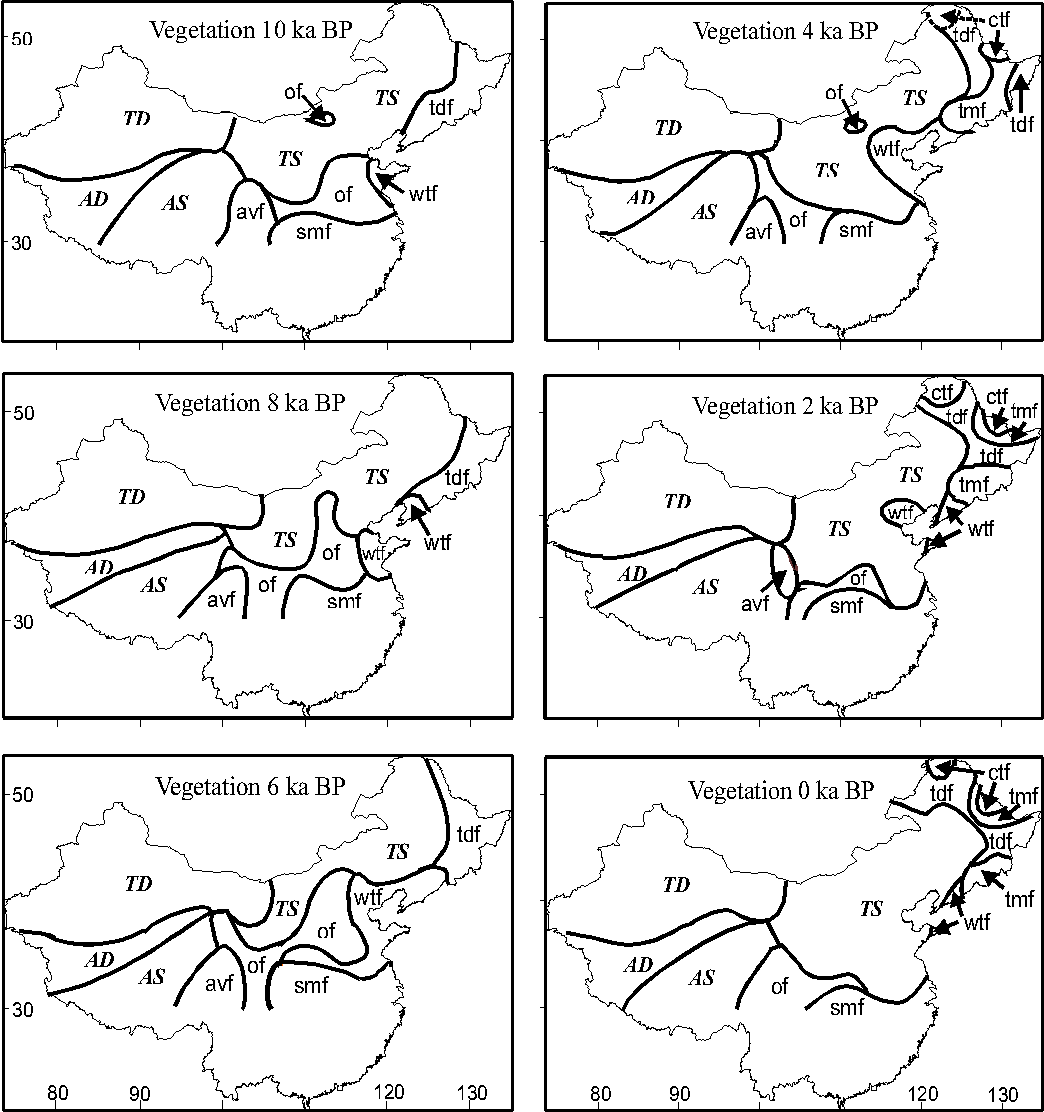 Vegetation 10 ka BP
50
of
TS
tdf
TD
TS
wtf
AD
AS
avf
of
smf
30
Vegetation 4 ka BP
ctf
tdf
of
TS
tmf
tdf
TD
wtf
TS
AD
AS
avf
of
smf
Vegetation 8 ka BP
50
TS
tdf
TD
TS
wtf
of
wtf
AD
AS
avf
of
smf
30
Vegetation 2 ka BP
ctf
ctf
tmf
tdf
tdf
TS
tmf
TD
wtf
TS
wtf
AD
AS
avf
of
smf
Vegetation 6 ka BP
50
tdf
TS
TD
TS
wtf
of
AD
AS
avf
of
smf
30
80
90
120
130
Vegetation 0 ka BP
ctf
tdf
tmf
tdf
TD
tmf
TS
wtf
AD
AS
of
smf
80
90
120
130